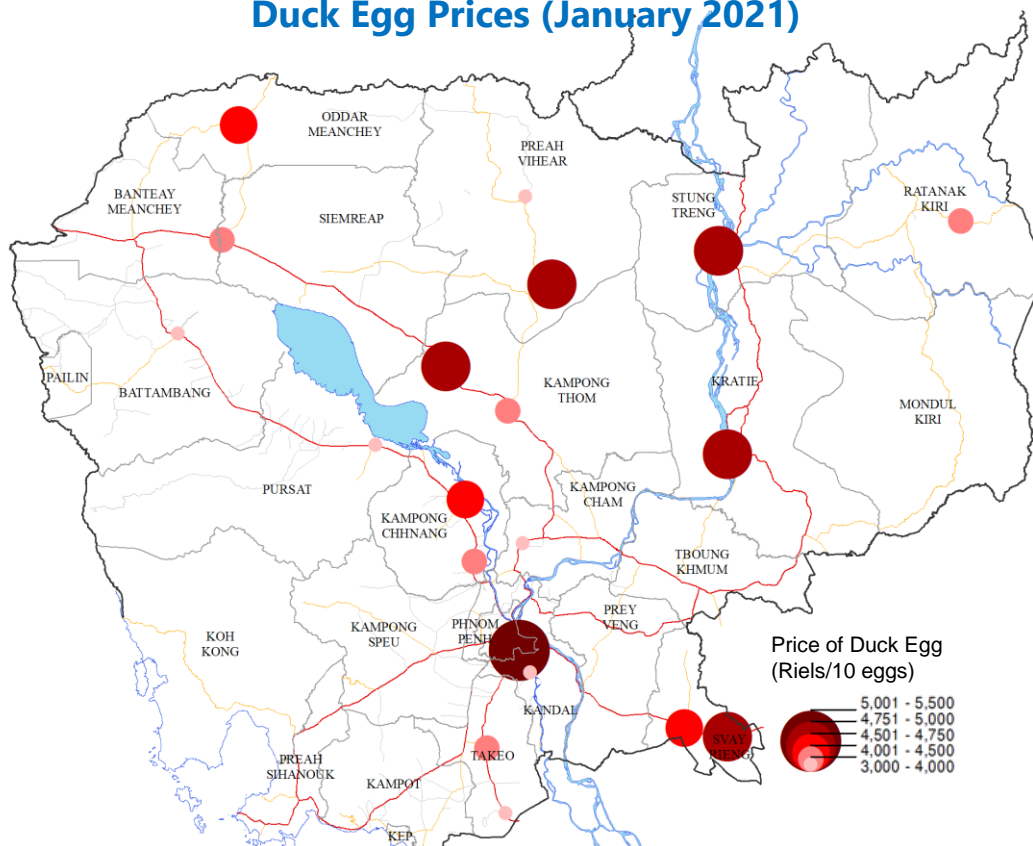 Duck Egg Prices (January 2021)
ODDAR
MEANCHEY
PREAH
VIHEAR
BANTEAY
MEANCHEY
SIEMREAP
STUNG
TRENG
RATANAK
KIRI
PAILIN
BATTAMBANG
KAMPONG
THOM
KRATIE
MONDUL
KIRI
PURSAT
KAMPONG
CHAM
KAMPONG
CHHNANG
TBOUNG
KHMUM
KOH
KONG
KAMPONG
SPEU
PHNOM
PENH
PREY
VENG
Price of Duck Egg
(Riels/10 eggs)
5,001 - 5,500
4,751 - 5,000
4,501 - 4,750
4,001 - 4,500
3,000 - 4,000
KANDAL
SVAY
RIENG
TAKEO
PREAH
SIHANOUK
KAMPOT
KEP